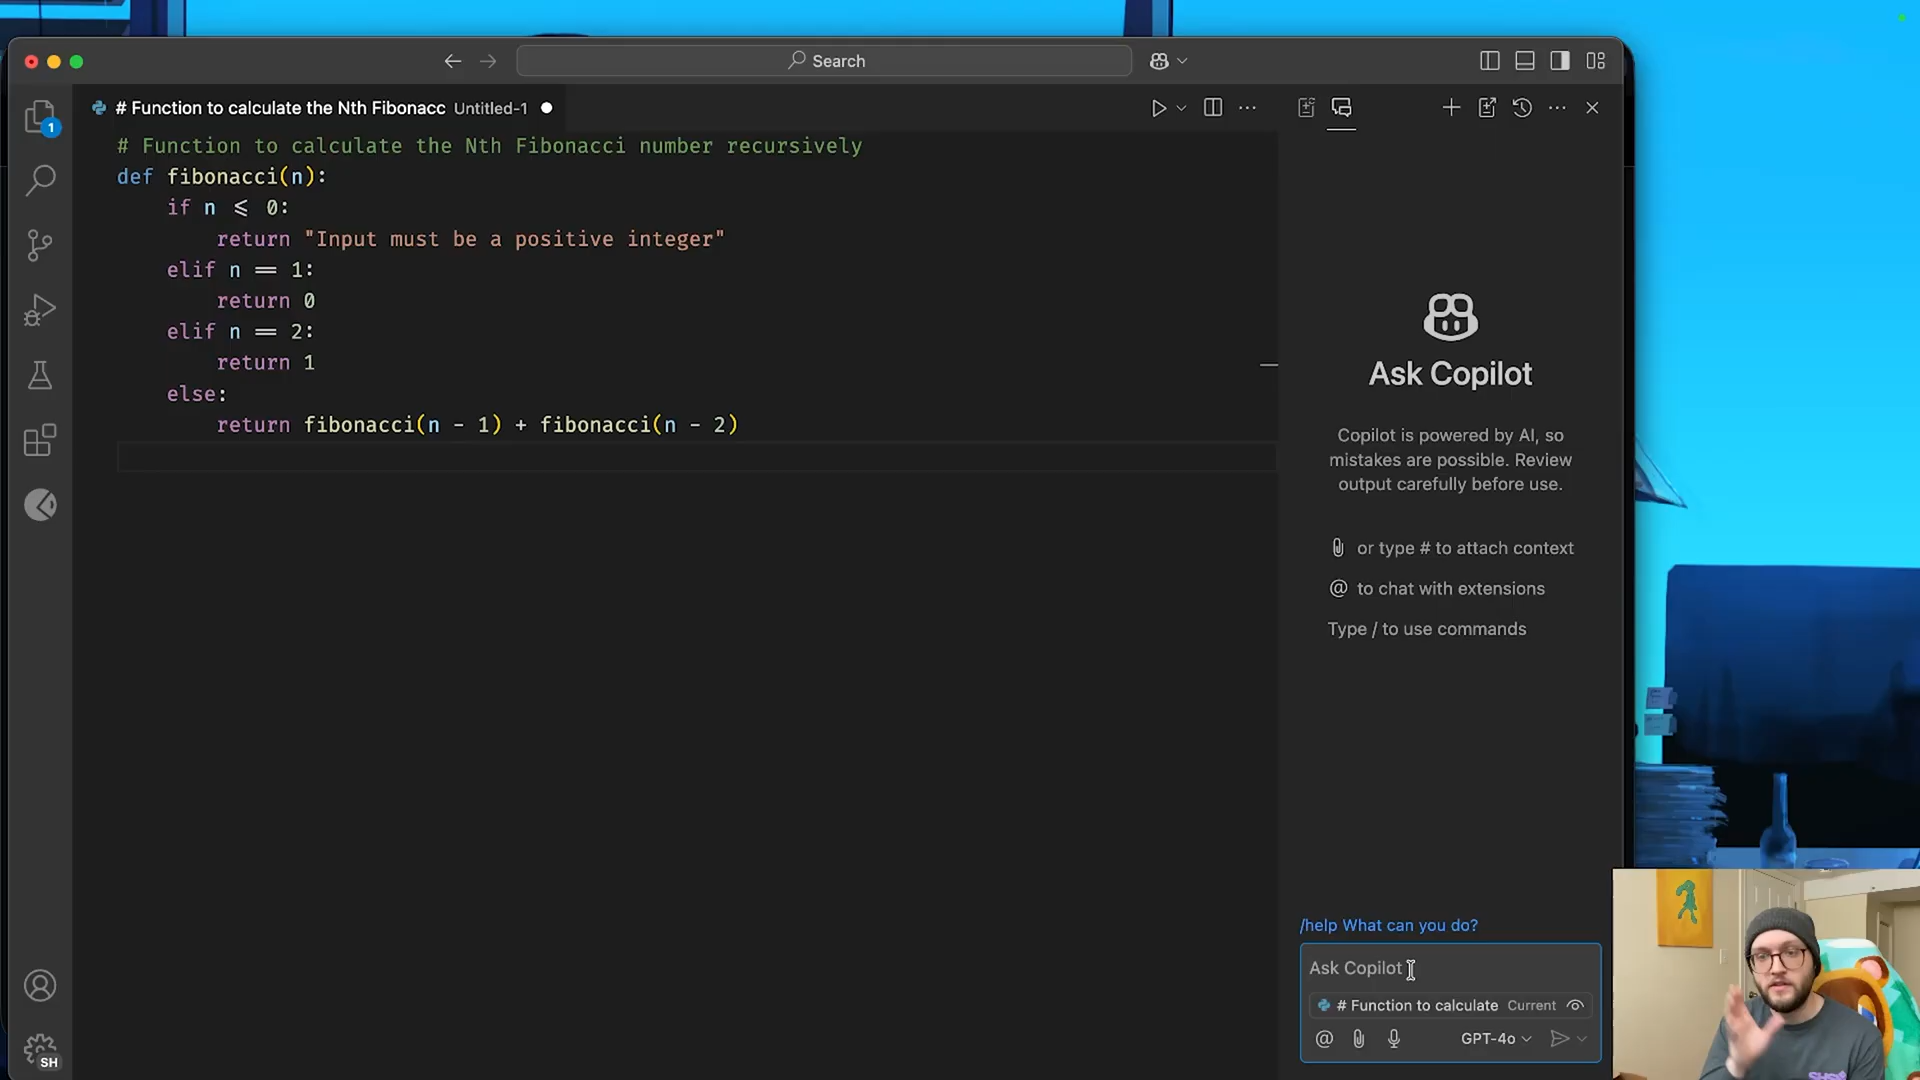 Search
# Function to calculate the Nth Fibonacc Untitled-1
1
# Function to calculate the Nth Fibonacci number recursively
def fibonacci(n):
if n <= 0:
return "Input must be a positive integer"
elif n == 1:
return 0
elif n == 2:
return 1
else:
return fibonacci(n - 1) + fibonacci(n - 2)
SH
Ask Copilot
Copilot is powered by AI, so
mistakes are possible. Review
output carefully before use.
or type # to attach context
@ to chat with extensions
Type / to use commands
/help What can you do?
Ask Copilot
# Function to calculate Current
@ GPT-4o